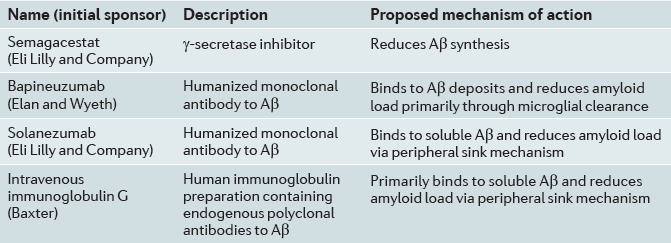 Name (initial sponsor) Description Proposed mechanism of action
Semagacestat γ-secretase inhibitor Reduces Aβ synthesis
(Eli Lilly and Company)
Bapineuzumab Humanized monoclonal Binds to Aβ deposits and reduces amyloid
(Elan and Wyeth) antibody to Aβ load primarily through microglial clearance
Solanezumab Humanized monoclonal Binds to soluble Aβ and reduces amyloid load
(Eli Lilly and Company) antibody to Aβ via peripheral sink mechanism
Intravenous Human immunoglobulin Primarily binds to soluble Aβ and reduces
immunoglobulin G preparation containing amyloid load via peripheral sink mechanism
(Baxter) endogenous polyclonal
antibodies to Aβ